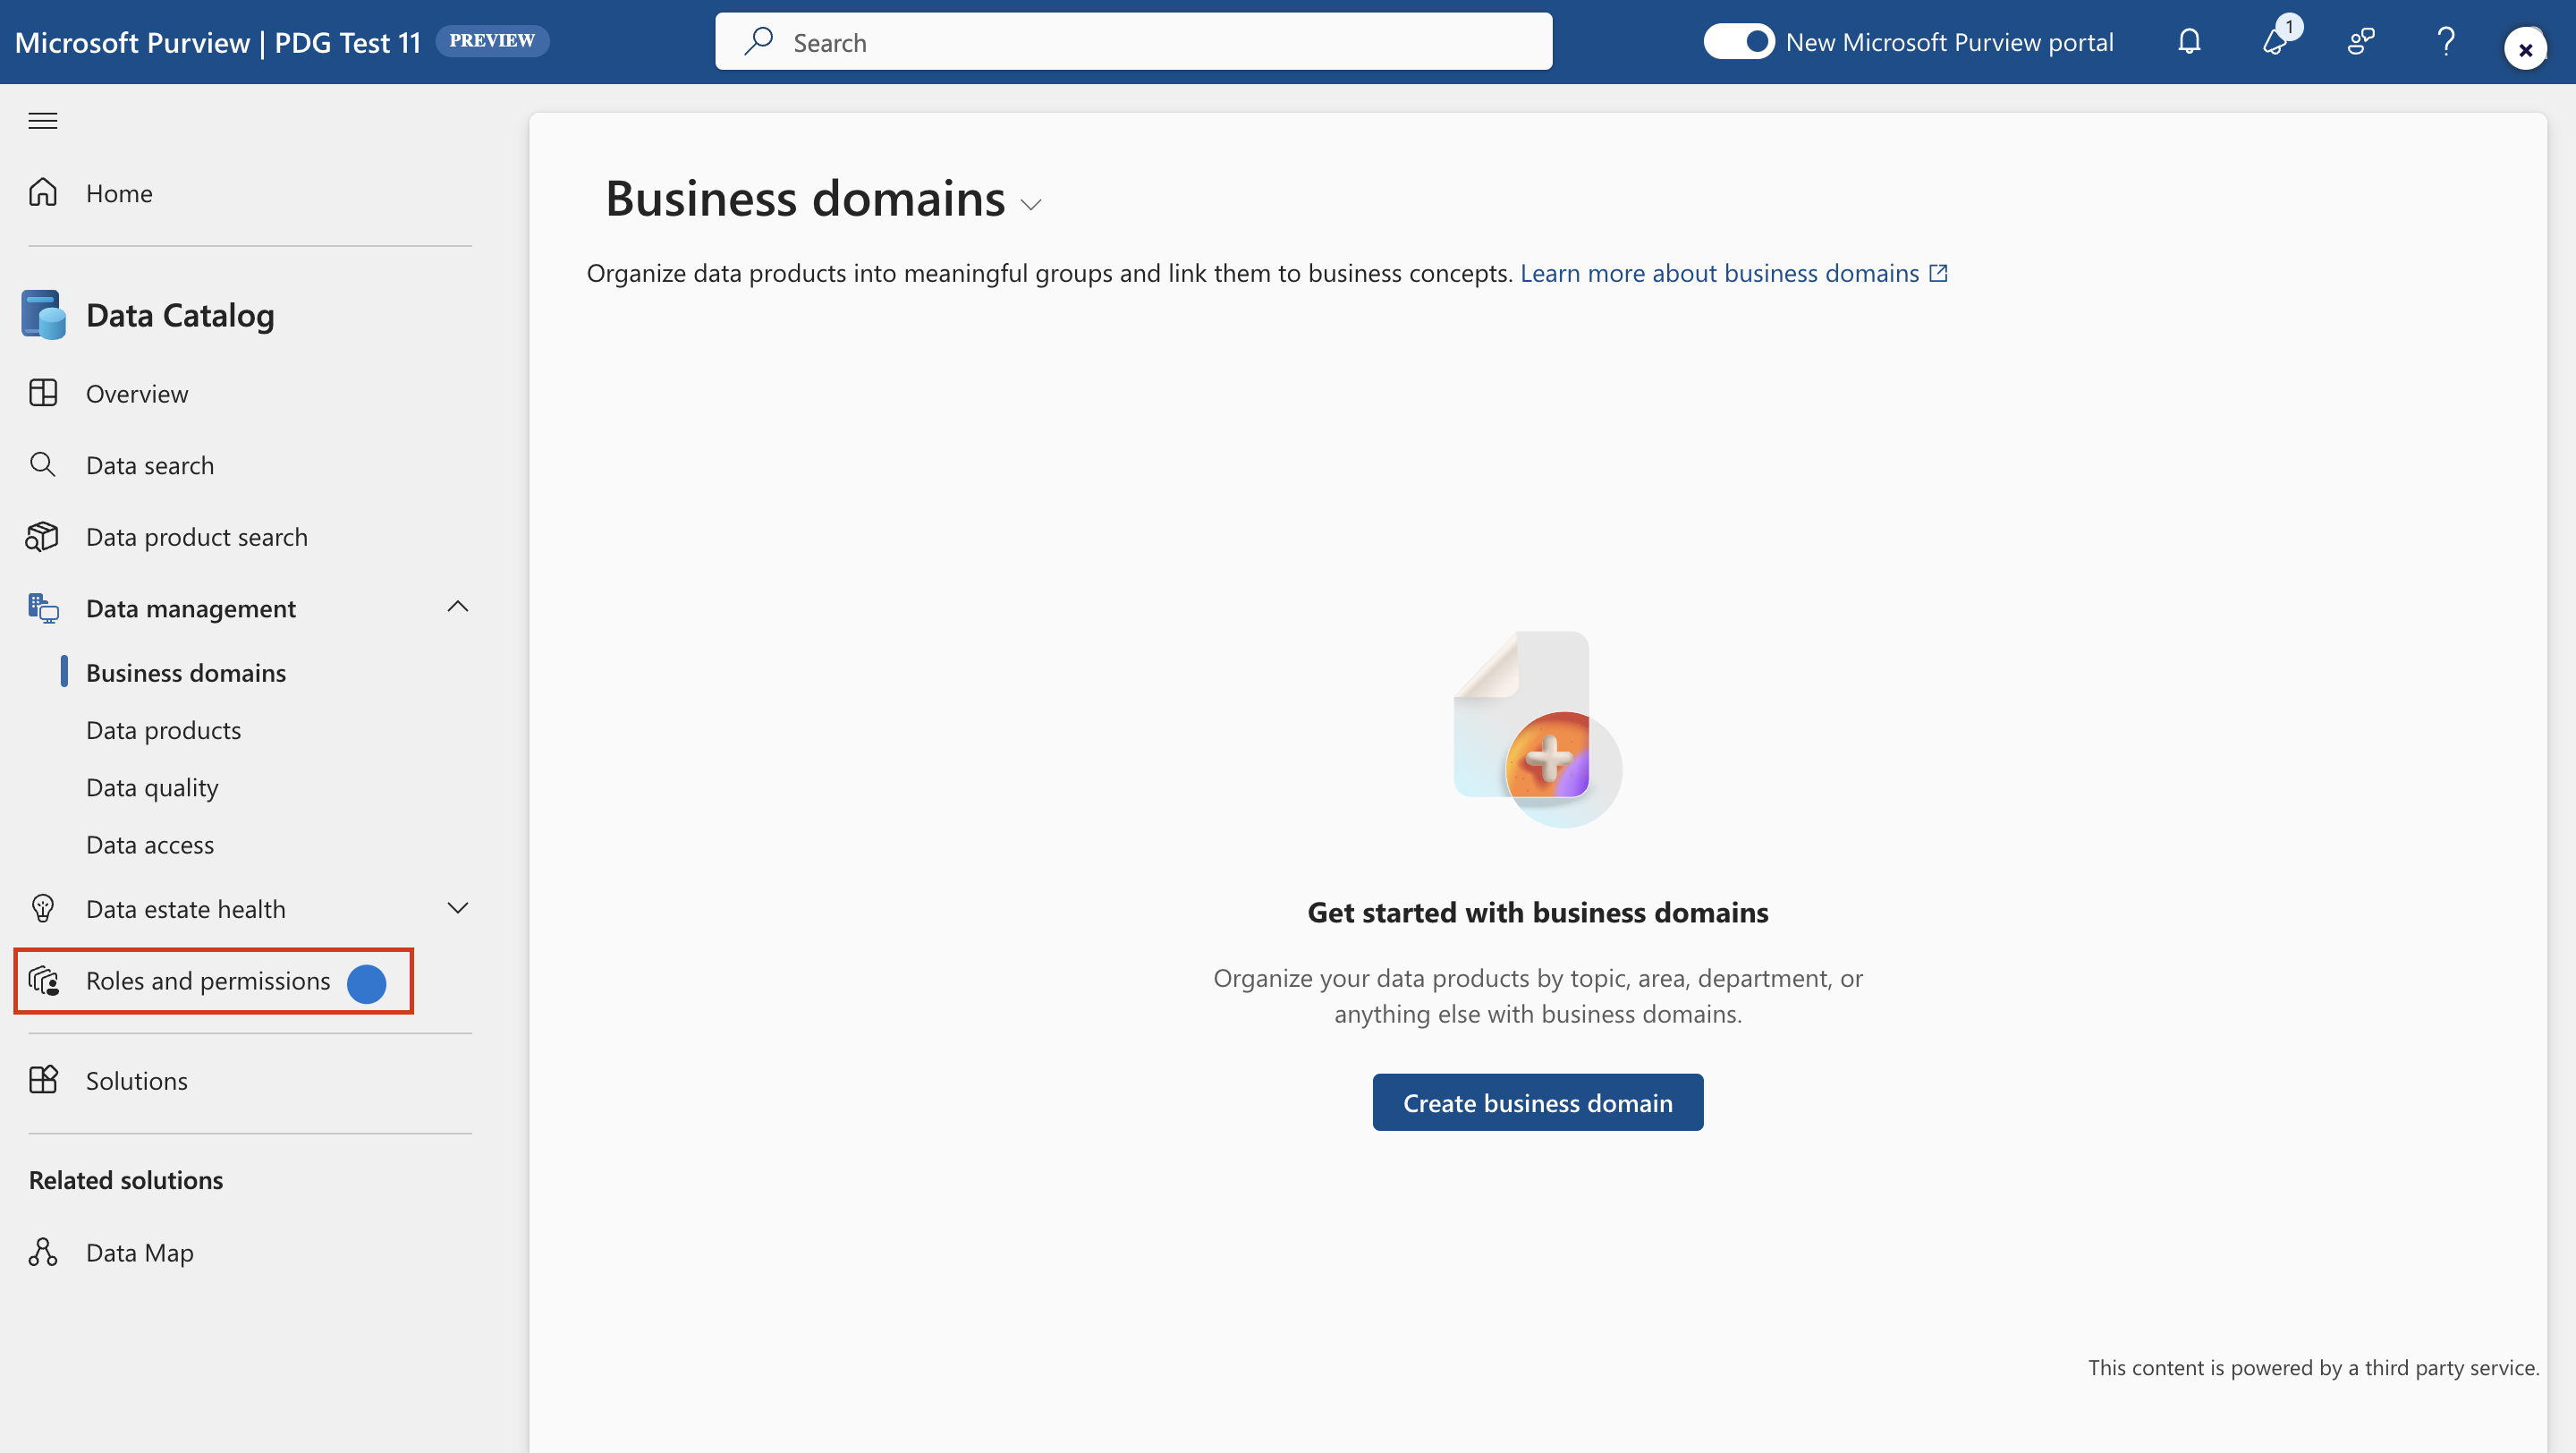 Microsoft Purview | PDG Test 11 PREVIEW
Search
New Microsoft Purview portal
1
?
Home
Data Catalog
Overview
Data search
Data product search
Data management
Business domains
Data products
Data quality
Data access
Data estate health
Roles and permissions
Solutions
Related solutions
Data Map
Business domains
Organize data products into meaningful groups and link them to business concepts. Learn more about business domains
Get started with business domains
Organize your data products by topic, area, department, or
anything else with business domains.
Create business domain
This content is powered by a third party service.